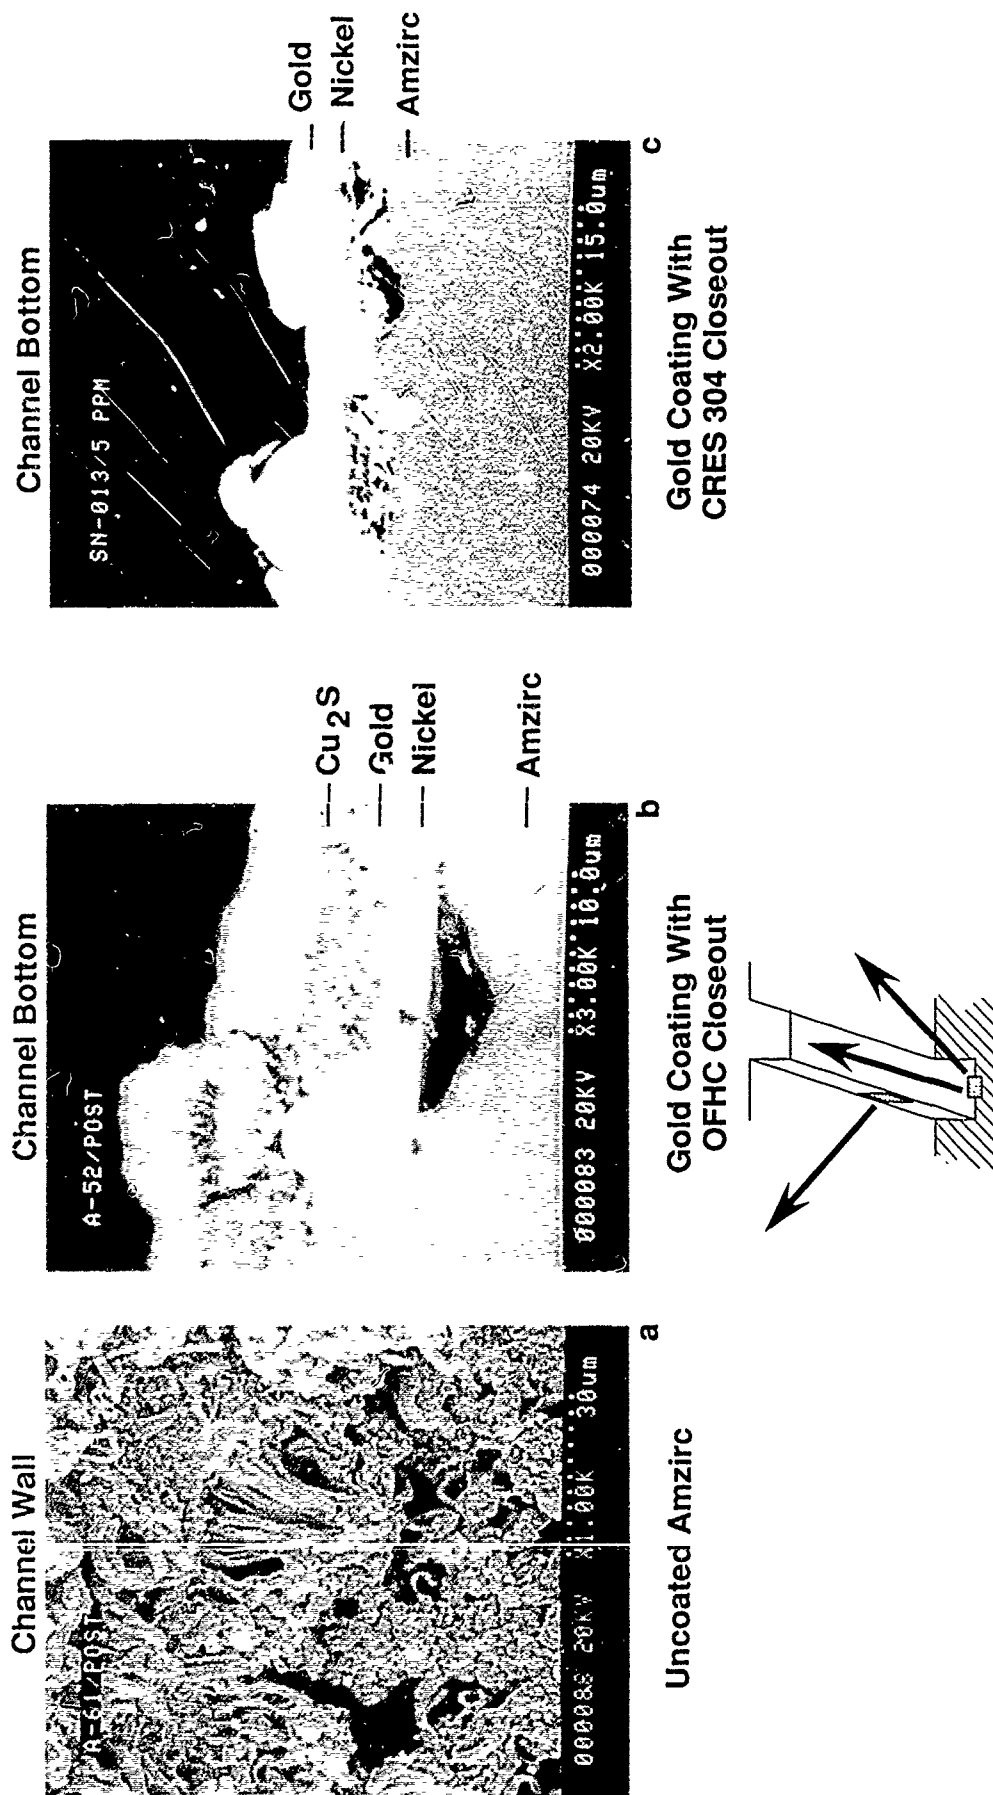 Channel Wall
A-61/POST
000082 20KV X1.00K 30um
a
Uncoated Amzirc
Channel Bottom
A-52/POST
Cu2S
Gold
Nickel
Amzirc
000083 20KV X3.00K 10.0um
b
Gold Coating With
OFHC Closeout
Channel Bottom
SN-013/5 PPM
Gold
Nickel
Amzirc
000074 20KV X2.00K 15.0um
c
Gold Coating With
CRES 304 Closeout